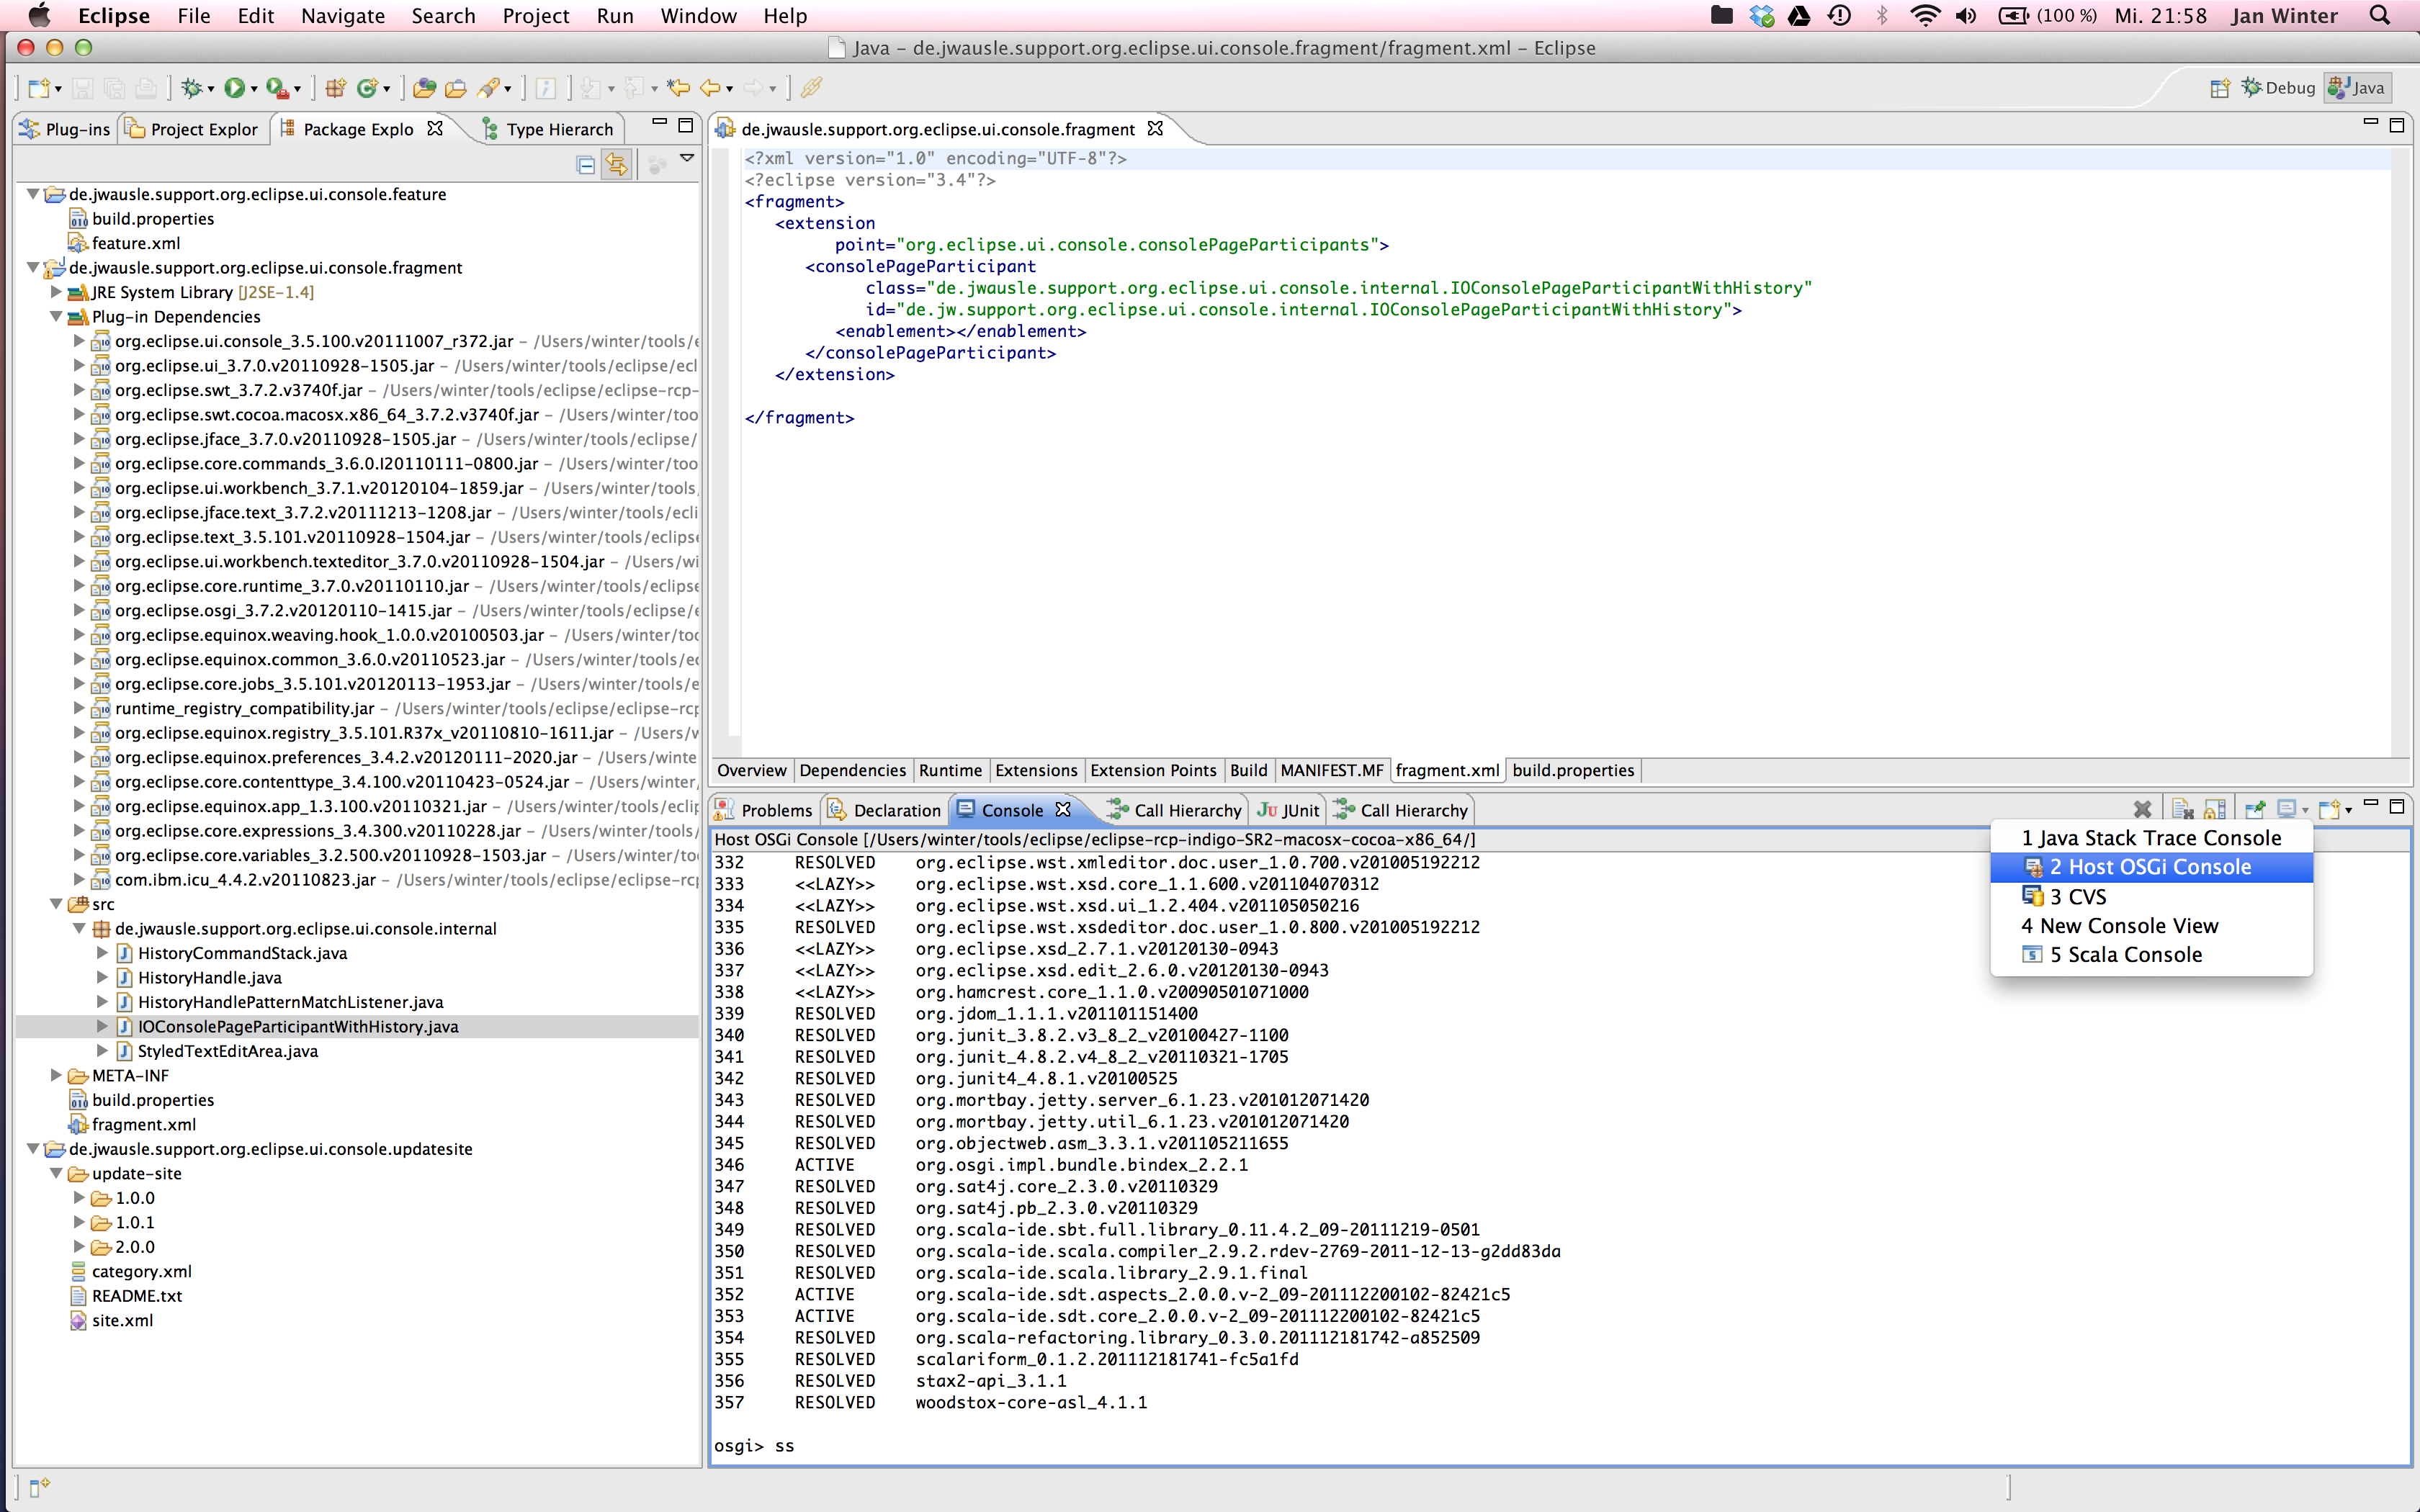 Eclipse File Edit Navigate Search Project Run Window Help (100 %) Mi. 21:58 Jan Winter
Java – de.jwausle.support.org.eclipse.ui.console.fragment/fragment.xml – Eclipse
Debug Java
Plug-ins Project Explor Package Explo Type Hierarch
de.jwausle.support.org.eclipse.ui.console.feature
build.properties
feature.xml
de.jwausle.support.org.eclipse.ui.console.fragment
JRE System Library [J2SE-1.4]
Plug-in Dependencies
org.eclipse.ui.console_3.5.100.v20111007_r372.jar – /Users/winter/tools/e
org.eclipse.ui_3.7.0.v20110928-1505.jar – /Users/winter/tools/eclipse/ecl
org.eclipse.swt_3.7.2.v3740f.jar – /Users/winter/tools/eclipse/eclipse-rcp-
org.eclipse.swt.cocoa.macosx.x86_64_3.7.2.v3740f.jar – /Users/winter/too
org.eclipse.jface_3.7.0.v20110928-1505.jar – /Users/winter/tools/eclipse/
org.eclipse.core.commands_3.6.0.I20110111-0800.jar – /Users/winter/too
org.eclipse.ui.workbench_3.7.1.v20120104-1859.jar – /Users/winter/tools,
org.eclipse.jface.text_3.7.2.v20111213-1208.jar – /Users/winter/tools/ecli
org.eclipse.text_3.5.101.v20110928-1504.jar – /Users/winter/tools/eclipse
org.eclipse.ui.workbench.texteditor_3.7.0.v20110928-1504.jar – /Users/wi
org.eclipse.core.runtime_3.7.0.v20110110.jar – /Users/winter/tools/eclipse
org.eclipse.osgi_3.7.2.v20120110-1415.jar – /Users/winter/tools/eclipse/e
org.eclipse.equinox.weaving.hook_1.0.0.v20100503.jar – /Users/winter/too
org.eclipse.equinox.common_3.6.0.v20110523.jar – /Users/winter/tools/ec
org.eclipse.core.jobs_3.5.101.v20120113-1953.jar – /Users/winter/tools/e
runtime_registry_compatibility.jar – /Users/winter/tools/eclipse/eclipse-rcp
org.eclipse.equinox.registry_3.5.101.R37x_v20110810-1611.jar – /Users/w
org.eclipse.equinox.preferences_3.4.2.v20120111-2020.jar – /Users/winte
org.eclipse.core.contenttype_3.4.100.v20110423-0524.jar – /Users/winter,
org.eclipse.equinox.app_1.3.100.v20110321.jar – /Users/winter/tools/eclip
org.eclipse.core.expressions_3.4.300.v20110228.jar – /Users/winter/tools/
org.eclipse.core.variables_3.2.500.v20110928-1503.jar – /Users/winter/to
com.ibm.icu_4.4.2.v20110823.jar – /Users/winter/tools/eclipse/eclipse-rcp
src
de.jwausle.support.org.eclipse.ui.console.internal
HistoryCommandStack.java
HistoryHandle.java
HistoryHandlePatternMatchListener.java
IOConsolePageParticipantWithHistory.java
StyledTextEditArea.java
META-INF
build.properties
fragment.xml
de.jwausle.support.org.eclipse.ui.console.updatesite
update-site
1.0.0
1.0.1
2.0.0
category.xml
README.txt
site.xml
de.jwausle.support.org.eclipse.ui.console.fragment
<?xml version="1.0" encoding="UTF-8"?>
<?eclipse version="3.4"?>
<fragment>
<extension
point="org.eclipse.ui.console.consolePageParticipants">
<consolePageParticipant
class="de.jwausle.support.org.eclipse.ui.console.internal.IOConsolePageParticipantWithHistory"
id="de.jw.support.org.eclipse.ui.console.internal.IOConsolePageParticipantWithHistory">
<enablement></enablement>
</consolePageParticipant>
</extension>
</fragment>
Overview Dependencies Runtime Extensions Extension Points Build MANIFEST.MF fragment.xml build.properties
Problems Declaration Console Call Hierarchy JUnit Call Hierarchy
Host OSGi Console [/Users/winter/tools/eclipse/eclipse-rcp-indigo-SR2-macosx-cocoa-x86_64/]
332 RESOLVED org.eclipse.wst.xmleditor.doc.user_1.0.700.v201005192212
333 <<LAZY>> org.eclipse.wst.xsd.core_1.1.600.v201104070312
334 <<LAZY>> org.eclipse.wst.xsd.ui_1.2.404.v201105050216
335 RESOLVED org.eclipse.wst.xsdeditor.doc.user_1.0.800.v201005192212
336 <<LAZY>> org.eclipse.xsd_2.7.1.v20120130-0943
337 <<LAZY>> org.eclipse.xsd.edit_2.6.0.v20120130-0943
338 <<LAZY>> org.hamcrest.core_1.1.0.v20090501071000
339 RESOLVED org.jdom_1.1.1.v201101151400
340 RESOLVED org.junit_3.8.2.v3_8_2_v20100427-1100
341 RESOLVED org.junit_4.8.2.v4_8_2_v20110321-1705
342 RESOLVED org.junit4_4.8.1.v20100525
343 RESOLVED org.mortbay.jetty.server_6.1.23.v201012071420
344 RESOLVED org.mortbay.jetty.util_6.1.23.v201012071420
345 RESOLVED org.objectweb.asm_3.3.1.v201105211655
346 ACTIVE org.osgi.impl.bundle.bindex_2.2.1
347 RESOLVED org.sat4j.core_2.3.0.v20110329
348 RESOLVED org.sat4j.pb_2.3.0.v20110329
349 RESOLVED org.scala-ide.sbt.full.library_0.11.4.2_09-20111219-0501
350 RESOLVED org.scala-ide.scala.compiler_2.9.2.rdev-2769-2011-12-13-g2dd83da
351 RESOLVED org.scala-ide.scala.library_2.9.1.final
352 ACTIVE org.scala-ide.sdt.aspects_2.0.0.v-2_09-201112200102-82421c5
353 ACTIVE org.scala-ide.sdt.core_2.0.0.v-2_09-201112200102-82421c5
354 RESOLVED org.scala-refactoring.library_0.3.0.201112181742-a852509
355 RESOLVED scalariform_0.1.2.201112181741-fc5a1fd
356 RESOLVED stax2-api_3.1.1
357 RESOLVED woodstox-core-asl_4.1.1
osgi> ss
1 Java Stack Trace Console
2 Host OSGi Console
3 CVS
4 New Console View
5 Scala Console